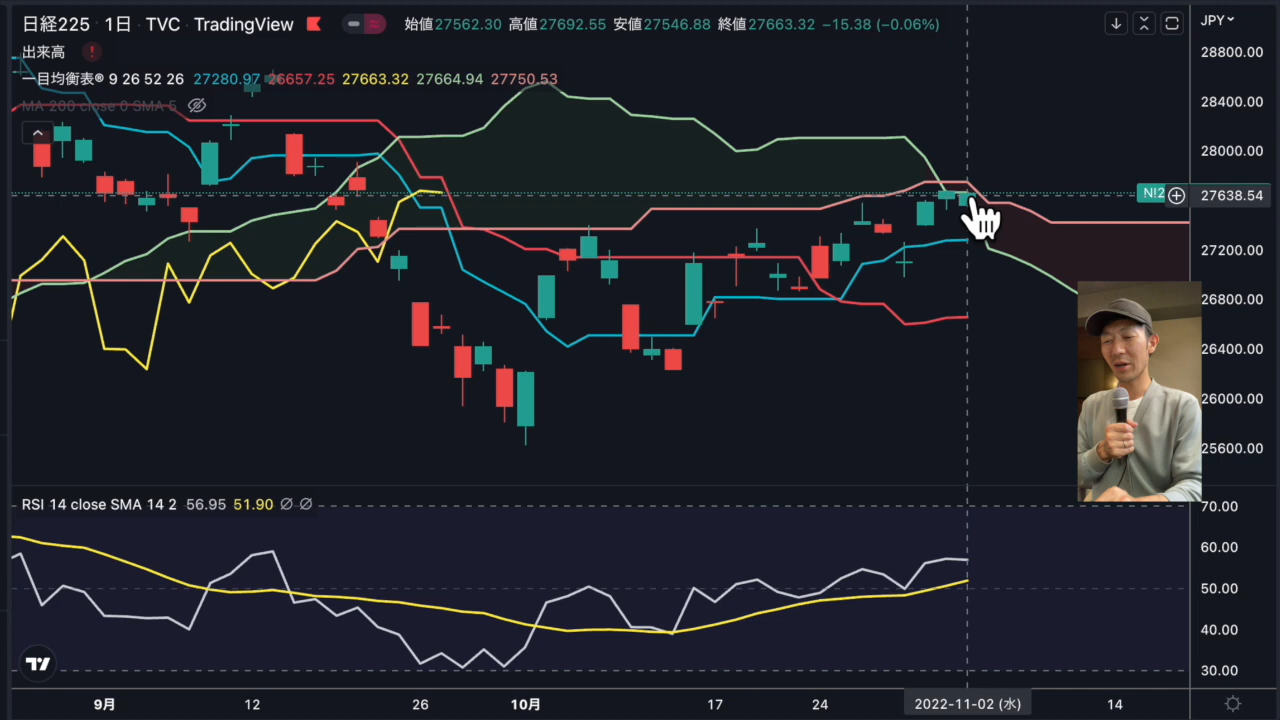 日経225 · 1日 · TVC · TradingView 始値27562.30 高値27692.55 安値27546.88 終値27663.32 −15.38 (−0.06%)
出来高
一目均衡表® 9 26 52 26 27280.97 26657.25 27663.32 27664.94 27750.53
MA 200 close 0 SMA 5
JPY
28800.00
28400.00
28000.00
NI2
27638.54
27200.00
26800.00
26400.00
26000.00
25600.00
RSI 14 close SMA 14 2 56.95 51.90 ∅ ∅
70.00
60.00
50.00
40.00
30.00
9月 12 26 10月 17 24 2022-11-02 (水) 14